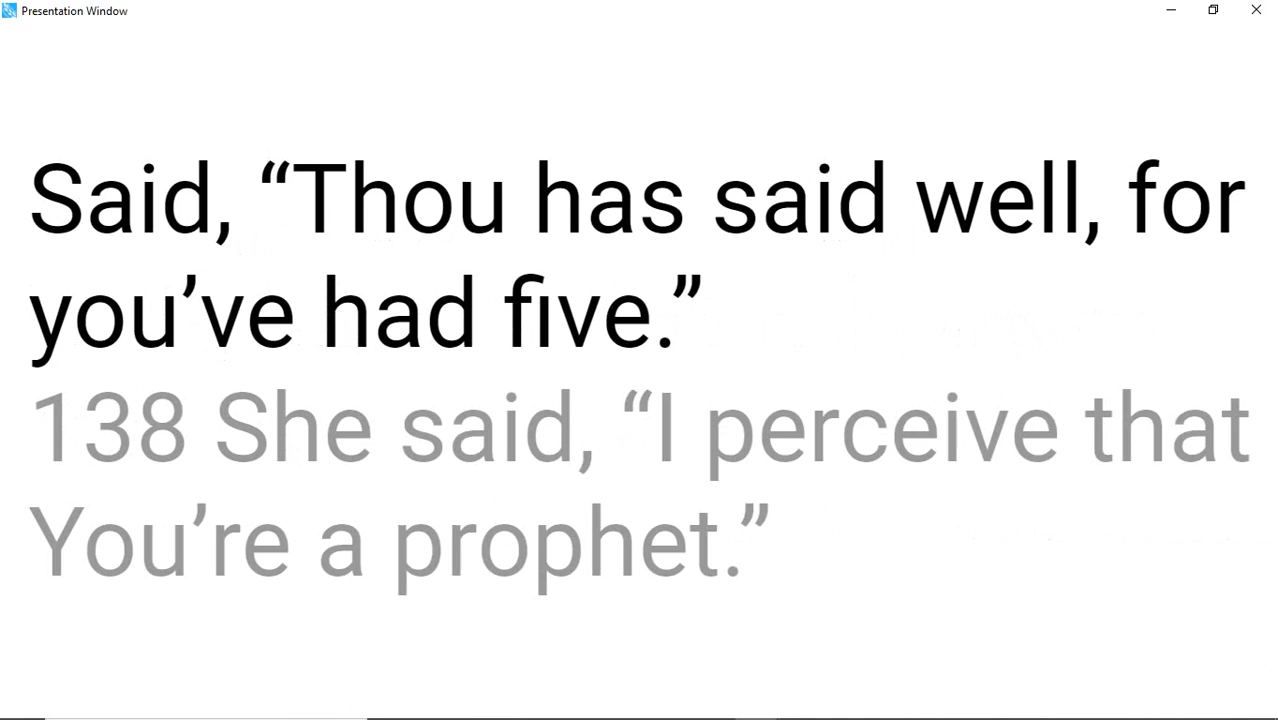 Presentation Window
Said, “Thou has said well, for
you’ve had five.”
138 She said, “I perceive that
You’re a prophet.”